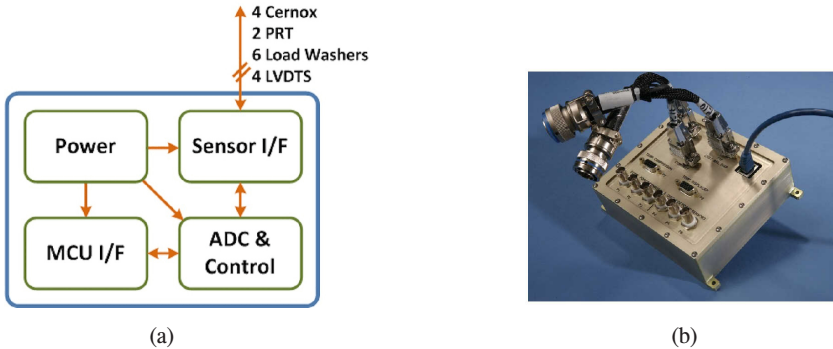 4 Cernox
2 PRT
6 Load Washers
4 LVDTS
Power
Sensor I/F
MCU I/F
ADC &
Control
(a)
(b)